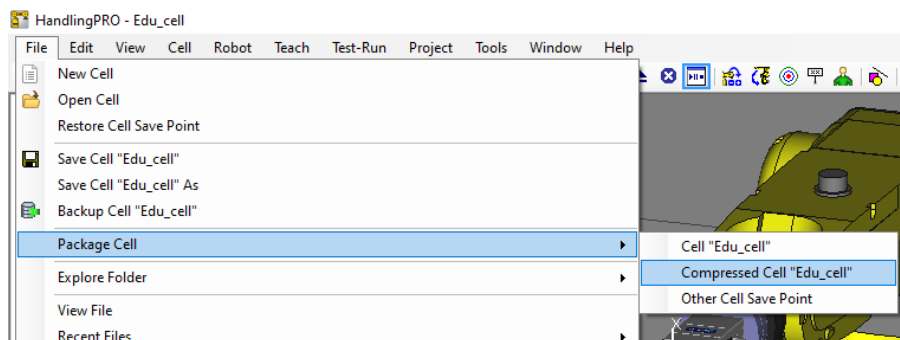 HandlingPRO - Edu_cell
File Edit View Cell Robot Teach Test-Run Project Tools Window Help
New Cell
Open Cell
Restore Cell Save Point
Save Cell "Edu_cell"
Save Cell "Edu_cell" As
Backup Cell "Edu_cell"
Package Cell
Cell "Edu_cell"
Compressed Cell "Edu_cell"
Other Cell Save Point
Explore Folder
View File
Recent Files